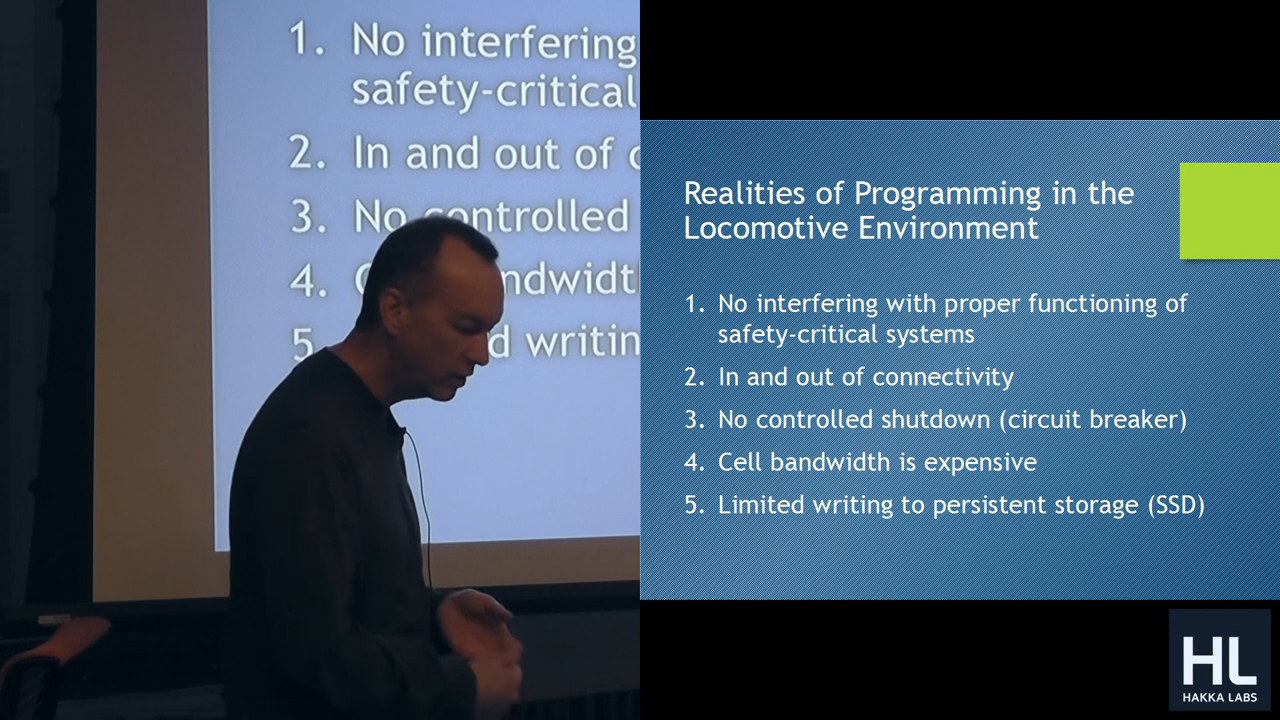 1. No interfering
safety-critical
2. In and out of
3. No controlled
4.
5. writin
Realities of Programming in the
Locomotive Environment
1. No interfering with proper functioning of
safety-critical systems
2. In and out of connectivity
3. No controlled shutdown (circuit breaker)
4. Cell bandwidth is expensive
5. Limited writing to persistent storage (SSD)
HL
HAKKA LABS